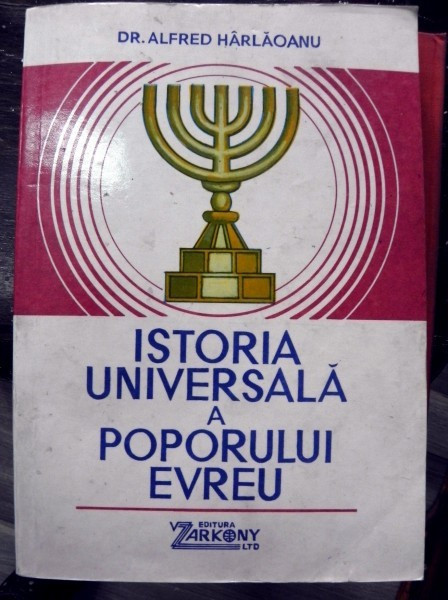 DR. ALFRED HÂRLĂOANU
ISTORIA
UNIVERSALĂ
A
POPORULUI
EVREU
EDITURA
ZARKONY
LTD